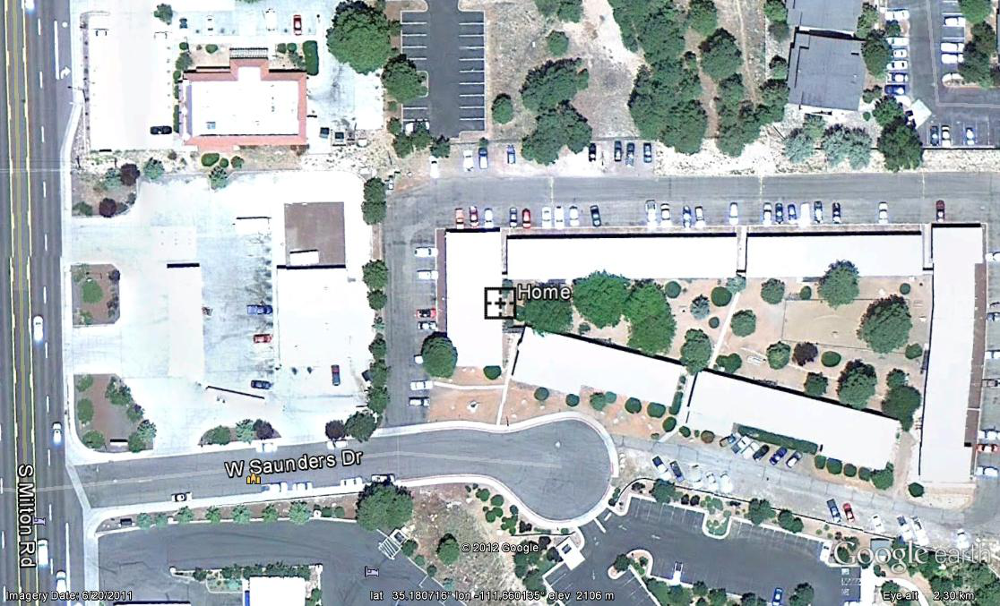 Home
W Saunders Dr
S Milton Rd
© 2012 Google
Google earth
Imagery Date: 6/20/2011
lat 35.180716° lon -111.660135° elev 2106 m
Eye alt 2.30 km